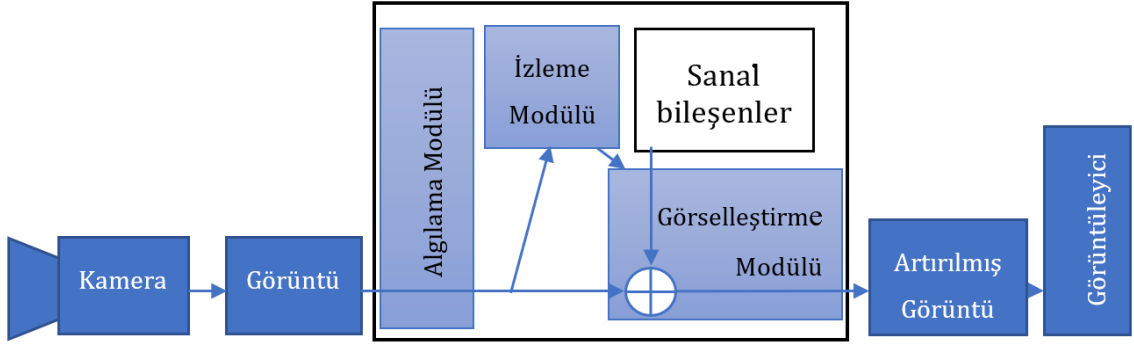 Kamera
Görüntü
Algılama Modülü
İzleme
Modülü
Sanal
bileşenler
Görselleştirme
Modülü
Artırılmış
Görüntü
Görüntüleyici